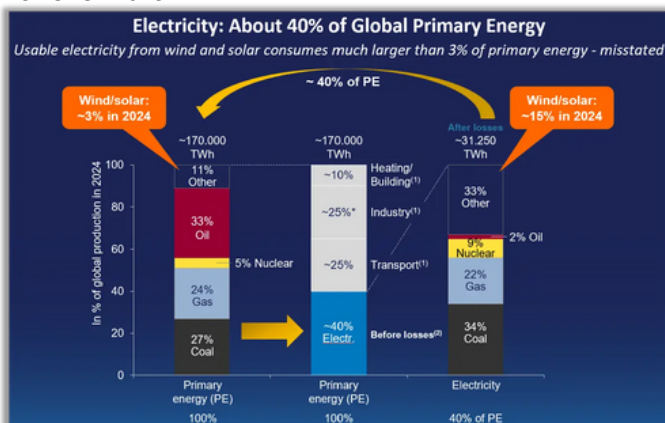 Electricity: About 40% of Global Primary Energy
Usable electricity from wind and solar consumes much larger than 3% of primary energy - misstated
~ 40% of PE
Wind/solar:
~3% in 2024
Wind/solar:
~15% in 2024
After losses
~170.000
TWh
~170.000
TWh
~31.250
TWh
In % of global production in 2024
100
80
60
40
20
0
11%
Other
33%
Oil
5% Nuclear
24%
Gas
27%
Coal
~10%
Heating/
Building(1)
~25%*
Industry(1)
~25%
Transport(1)
~40%
Electr.
Before losses(2)
33%
Other
2% Oil
9%
Nuclear
22%
Gas
34%
Coal
Primary
energy (PE)
Primary
energy (PE)
Electricity
100%
100%
40% of PE